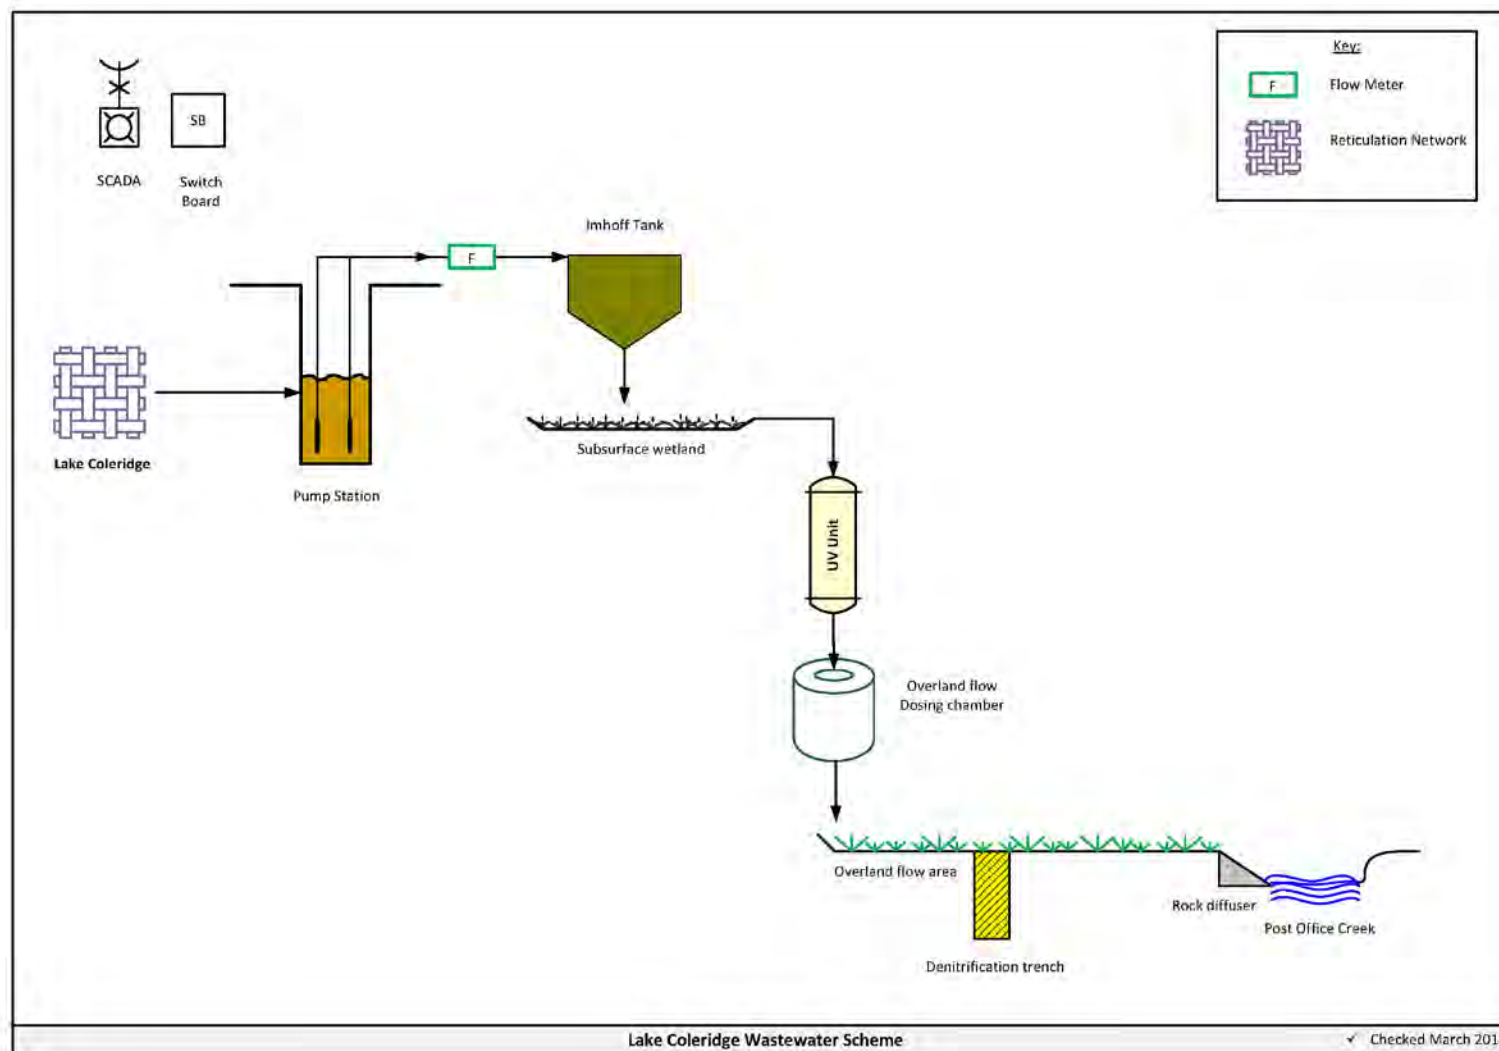 Key:
F
Flow Meter
Reticulation Network
SB
SCADA
Switch
Board
Imhoff Tank
F
Lake Coleridge
Pump Station
Subsurface wetland
UV Unit
Overland flow
Dosing chamber
Overland flow area
Rock diffuser
Post Office Creek
Denitrification trench
Lake Coleridge Wastewater Scheme
✓ Checked March 201